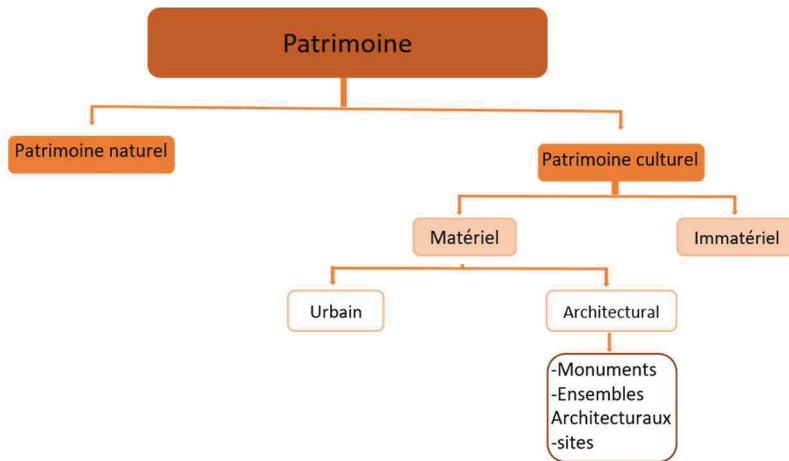 Patrimoine
Patrimoine naturel
Patrimoine culturel
Matériel
Immatériel
Urbain
Architectural
-Monuments
-Ensembles
Architecturaux
-sites